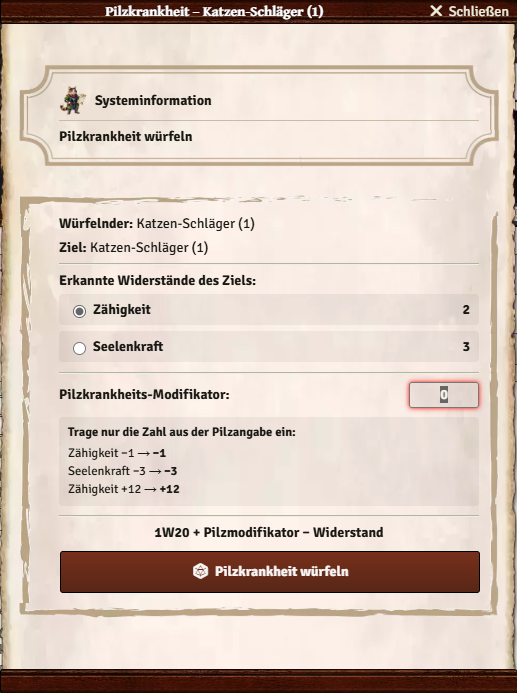 Pilzkrankheit – Katzen-Schläger (1)
✕ Schließen
Systeminformation
Pilzkrankheit würfeln
Würfelnder: Katzen-Schläger (1)
Ziel: Katzen-Schläger (1)
Erkannte Widerstände des Ziels:
Zähigkeit 2
Seelenkraft 3
Pilzkrankheits-Modifikator: 0
Trage nur die Zahl aus der Pilzangabe ein:
Zähigkeit −1 → −1
Seelenkraft −3 → −3
Zähigkeit +12 → +12
1W20 + Pilzmodifikator − Widerstand
Pilzkrankheit würfeln